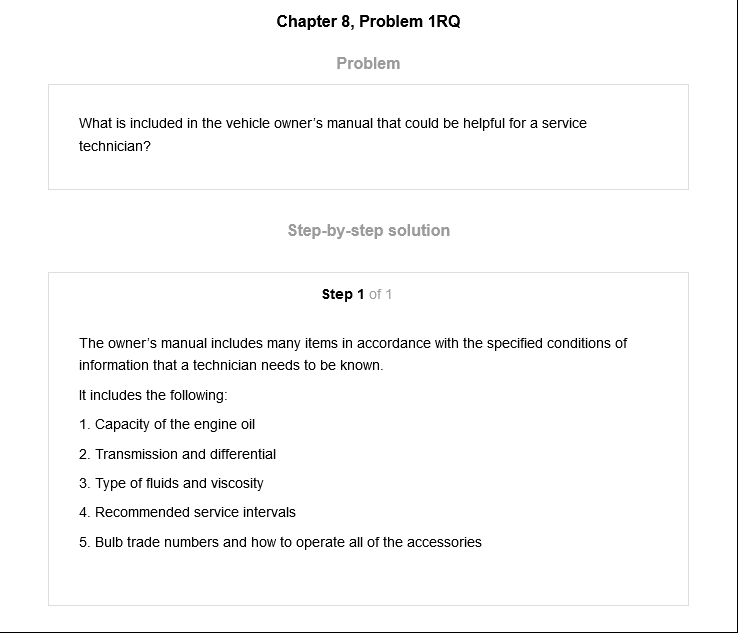 Chapter 8, Problem 1RQ
Problem
What is included in the vehicle owner's manual that could be helpful for a service
technician?
Step-by-step solution
Step 1 of 1
The owner's manual includes many items in accordance with the specified conditions of
information that a technician needs to be known.
It includes the following:
1. Capacity of the engine oil
2. Transmission and differential
3. Type of fluids and viscosity
4. Recommended service intervals
5. Bulb trade numbers and how to operate all of the accessories